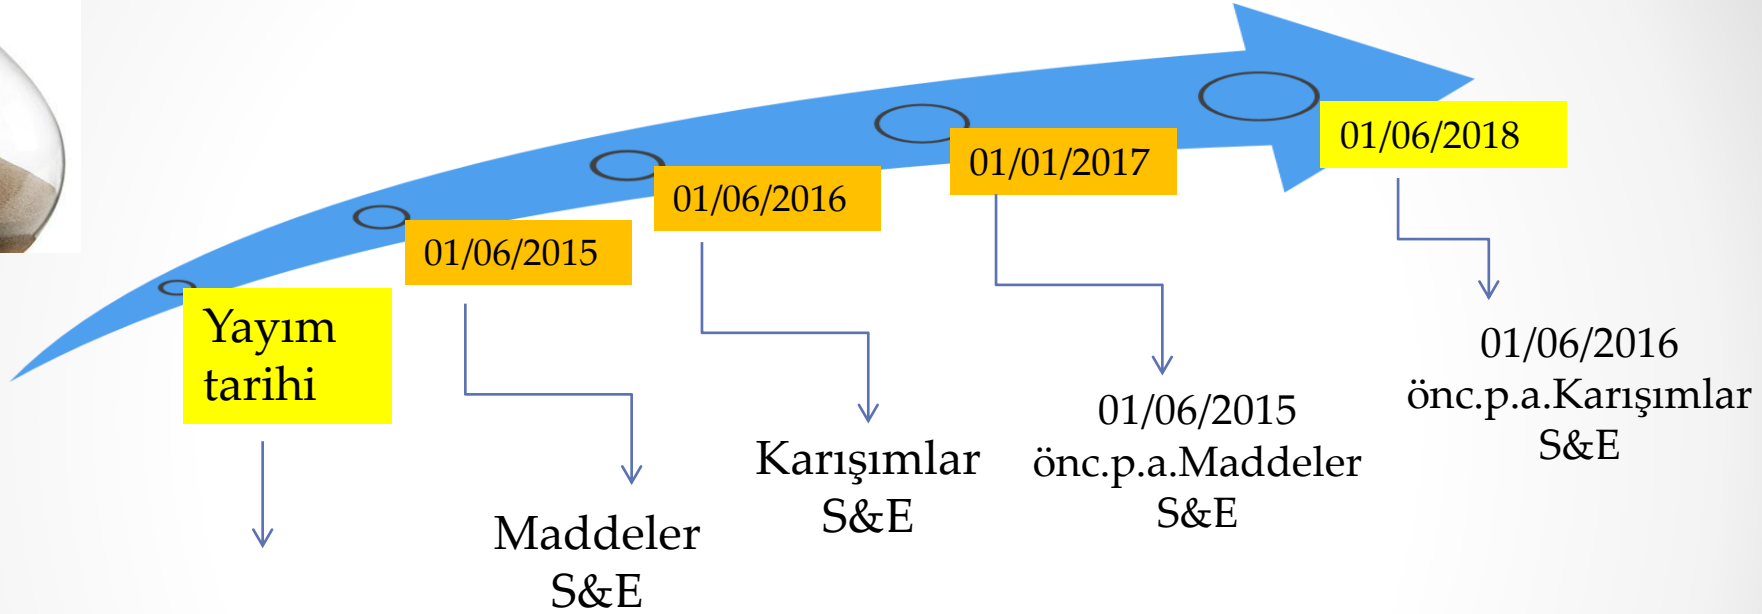 Yayım
tarihi
01/06/2015
Maddeler
S&E
01/06/2016
Karışımlar
S&E
01/01/2017
01/06/2015
önc.p.a.Maddeler
S&E
01/06/2018
01/06/2016
önc.p.a.Karışımlar
S&E